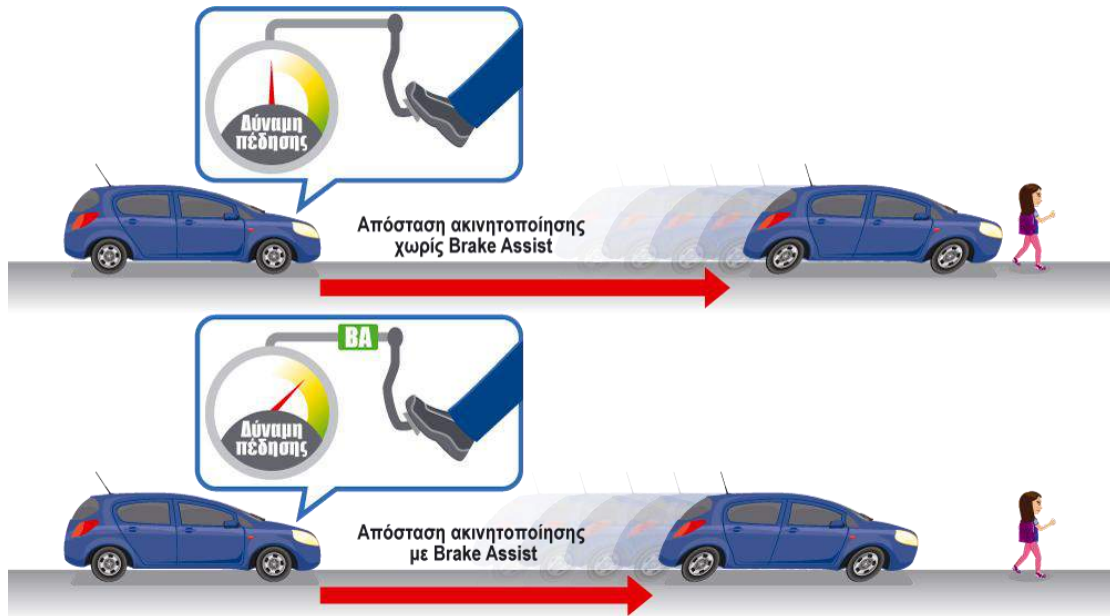 Δύναμη
πέδησης
Απόσταση ακινητοποίησης
χωρίς Brake Assist
BA
Δύναμη
πέδησης
Απόσταση ακινητοποίησης
με Brake Assist